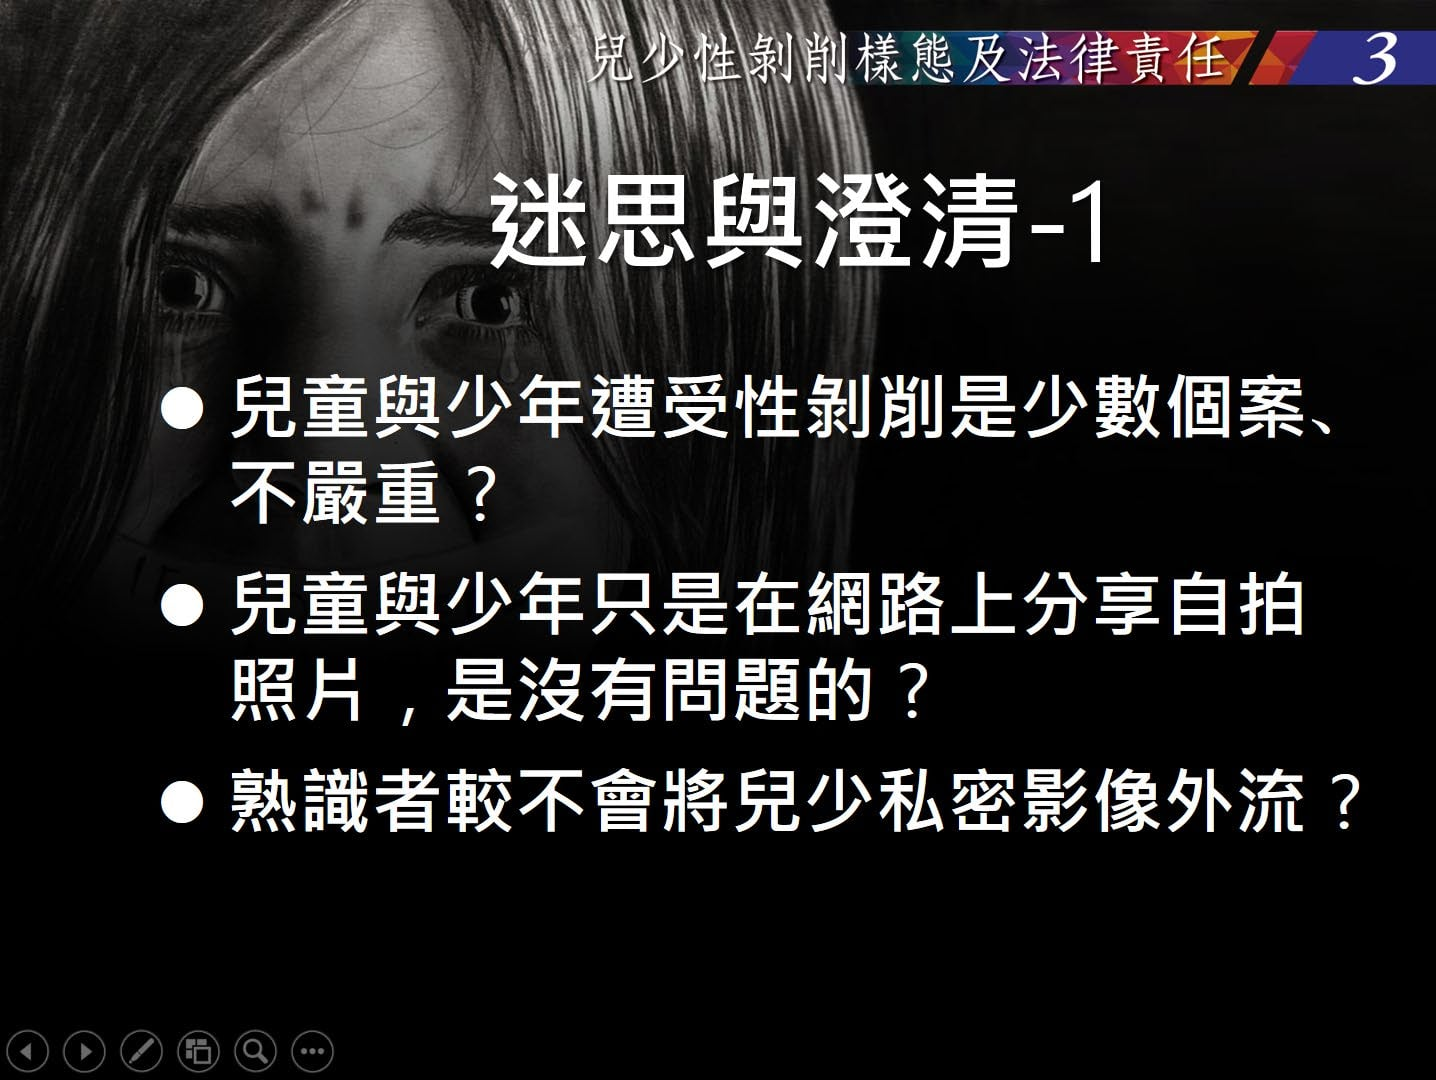 兒少性剝削樣態及法律責任 3
迷思與澄清-1
● 兒童與少年遭受性剝削是少數個案、
不嚴重？
● 兒童與少年只是在網路上分享自拍
照片，是沒有問題的？
● 熟識者較不會將兒少私密影像外流？